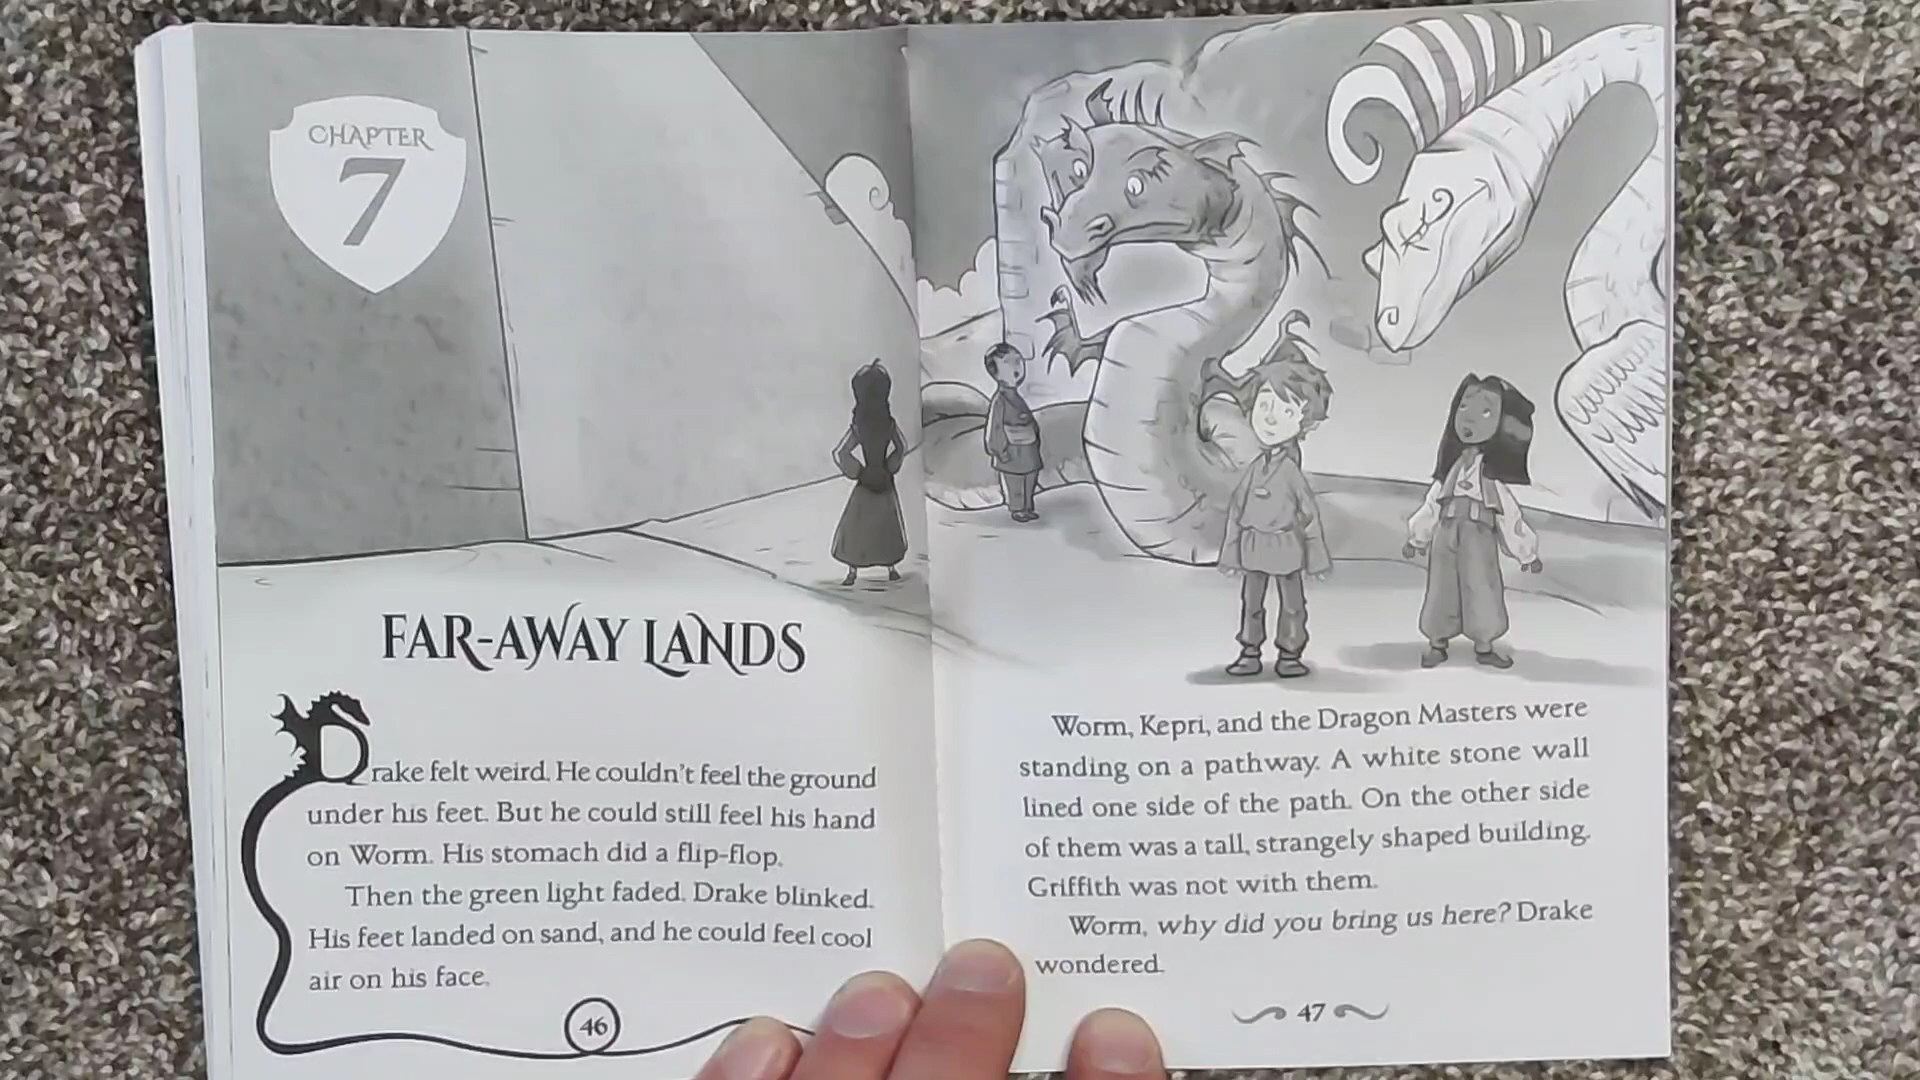 CHAPTER
7
FAR-AWAY LANDS
Drake felt weird. He couldn't feel the ground
under his feet. But he could still feel his hand
on Worm. His stomach did a flip-flop.
Then the green light faded. Drake blinked.
His feet landed on sand, and he could feel cool
air on his face.
46
Worm, Kepri, and the Dragon Masters were
standing on a pathway. A white stone wall
lined one side of the path. On the other side
of them was a tall, strangely shaped building.
Griffith was not with them.
Worm, why did you bring us here? Drake
wondered.
47